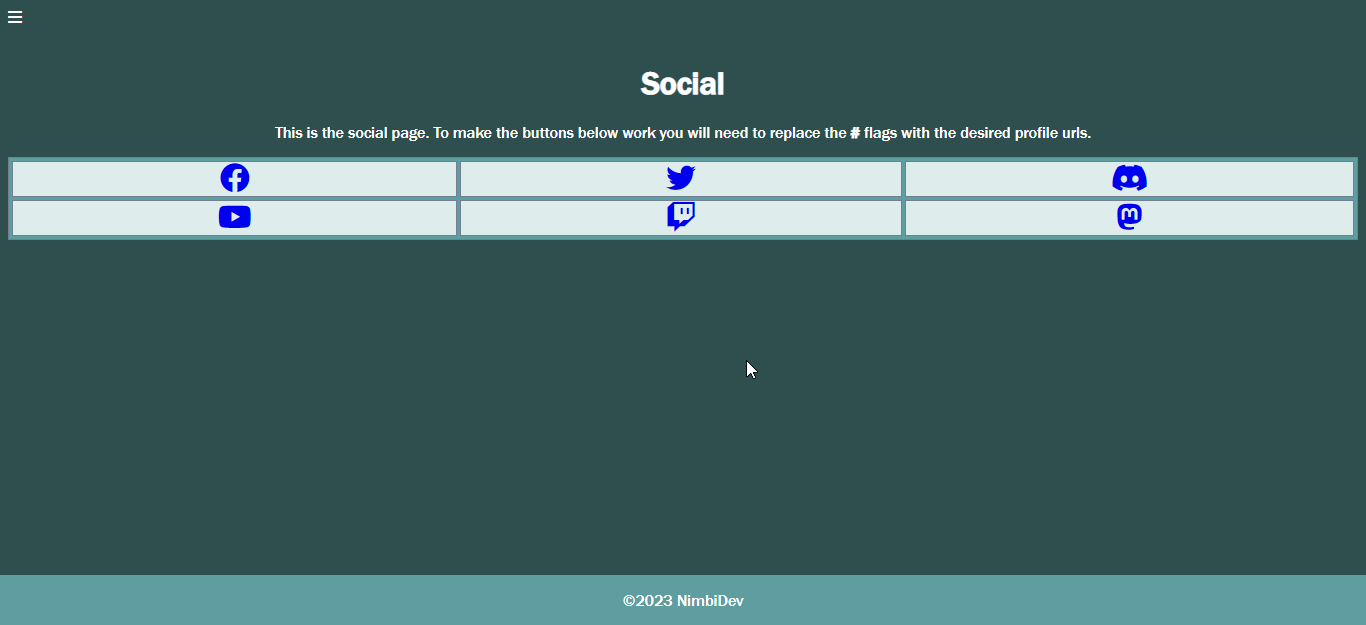 Social
This is the social page. To make the buttons below work you will need to replace the # flags with the desired profile urls.
©2023 NimbiDev